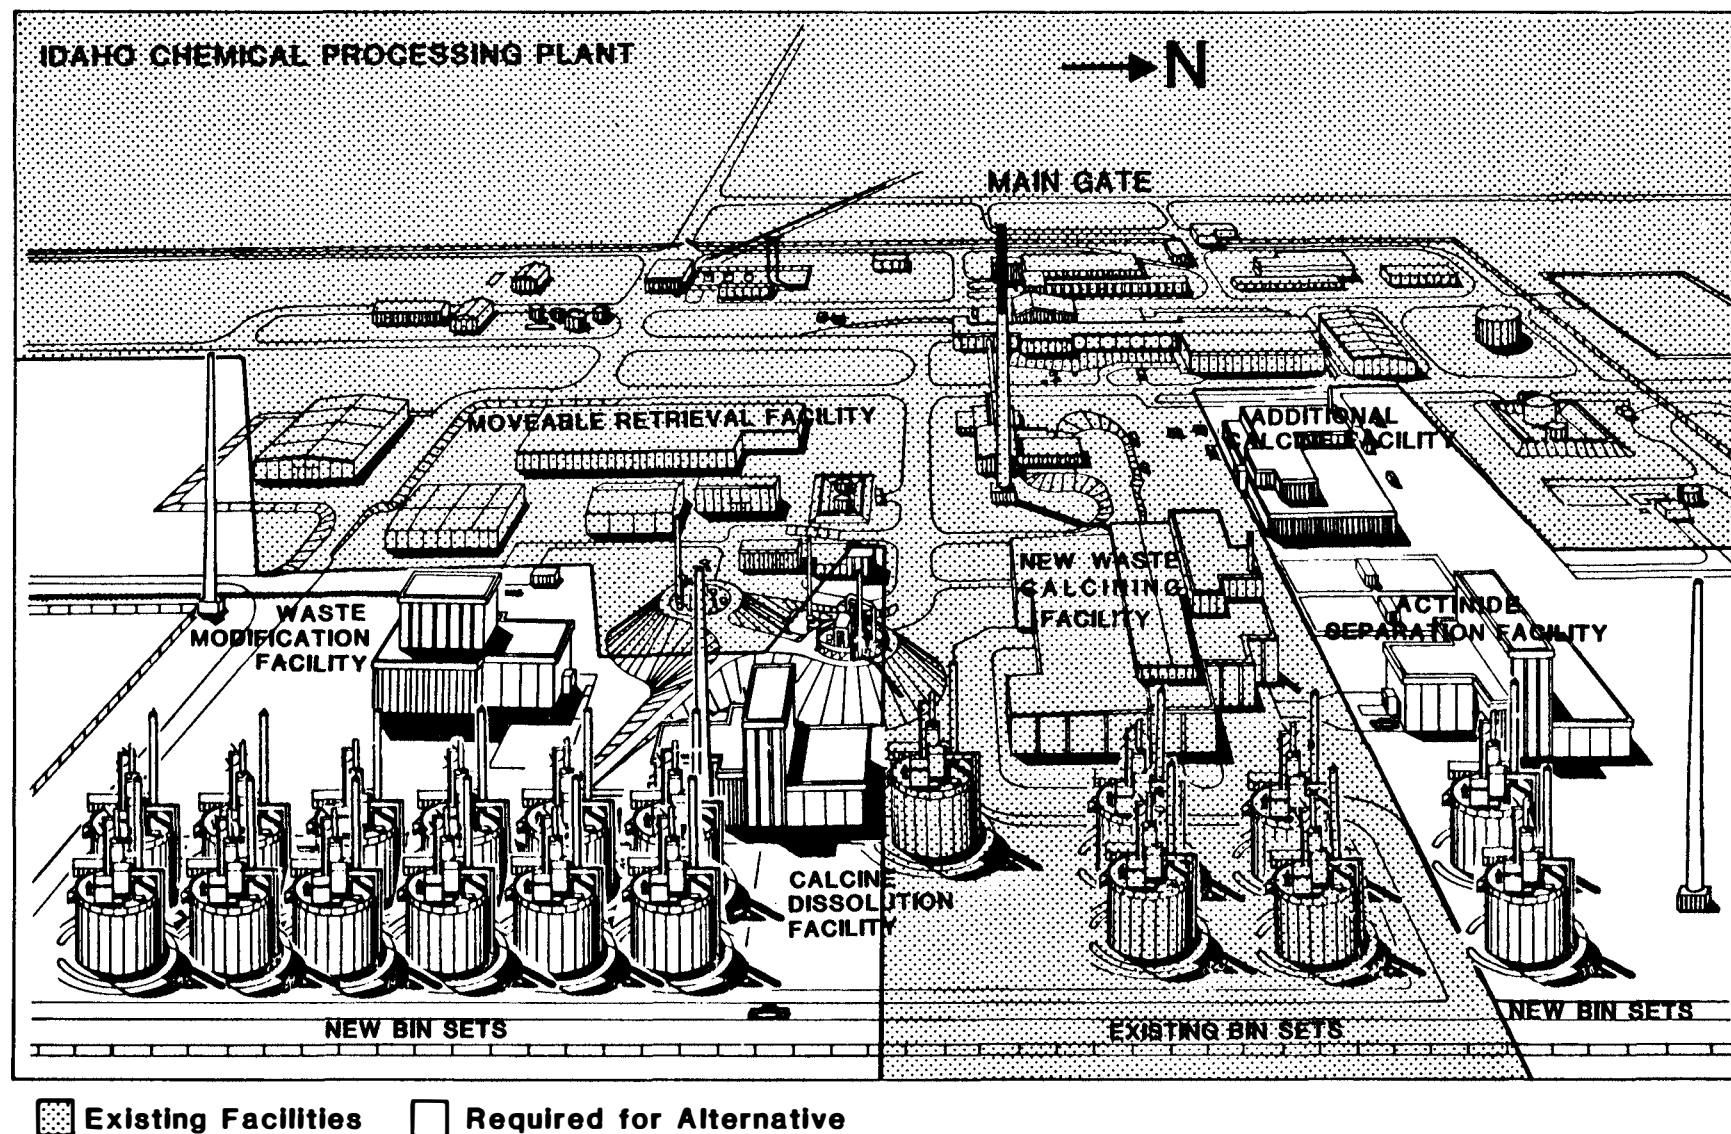 IDAHO CHEMICAL PROCESSING PLANT
N
MAIN GATE
MOVEABLE RETRIEVAL FACILITY
ADDITIONAL
CALCINE FACILITY
NEW WASTE
CALCINING
FACILITY
WASTE
MODIFICATION
FACILITY
ACTINIDE
SEPARATION FACILITY
CALCINE
DISSOLUTION
FACILITY
NEW BIN SETS
EXISTING BIN SETS
NEW BIN SETS
Existing Facilities
Required for Alternative